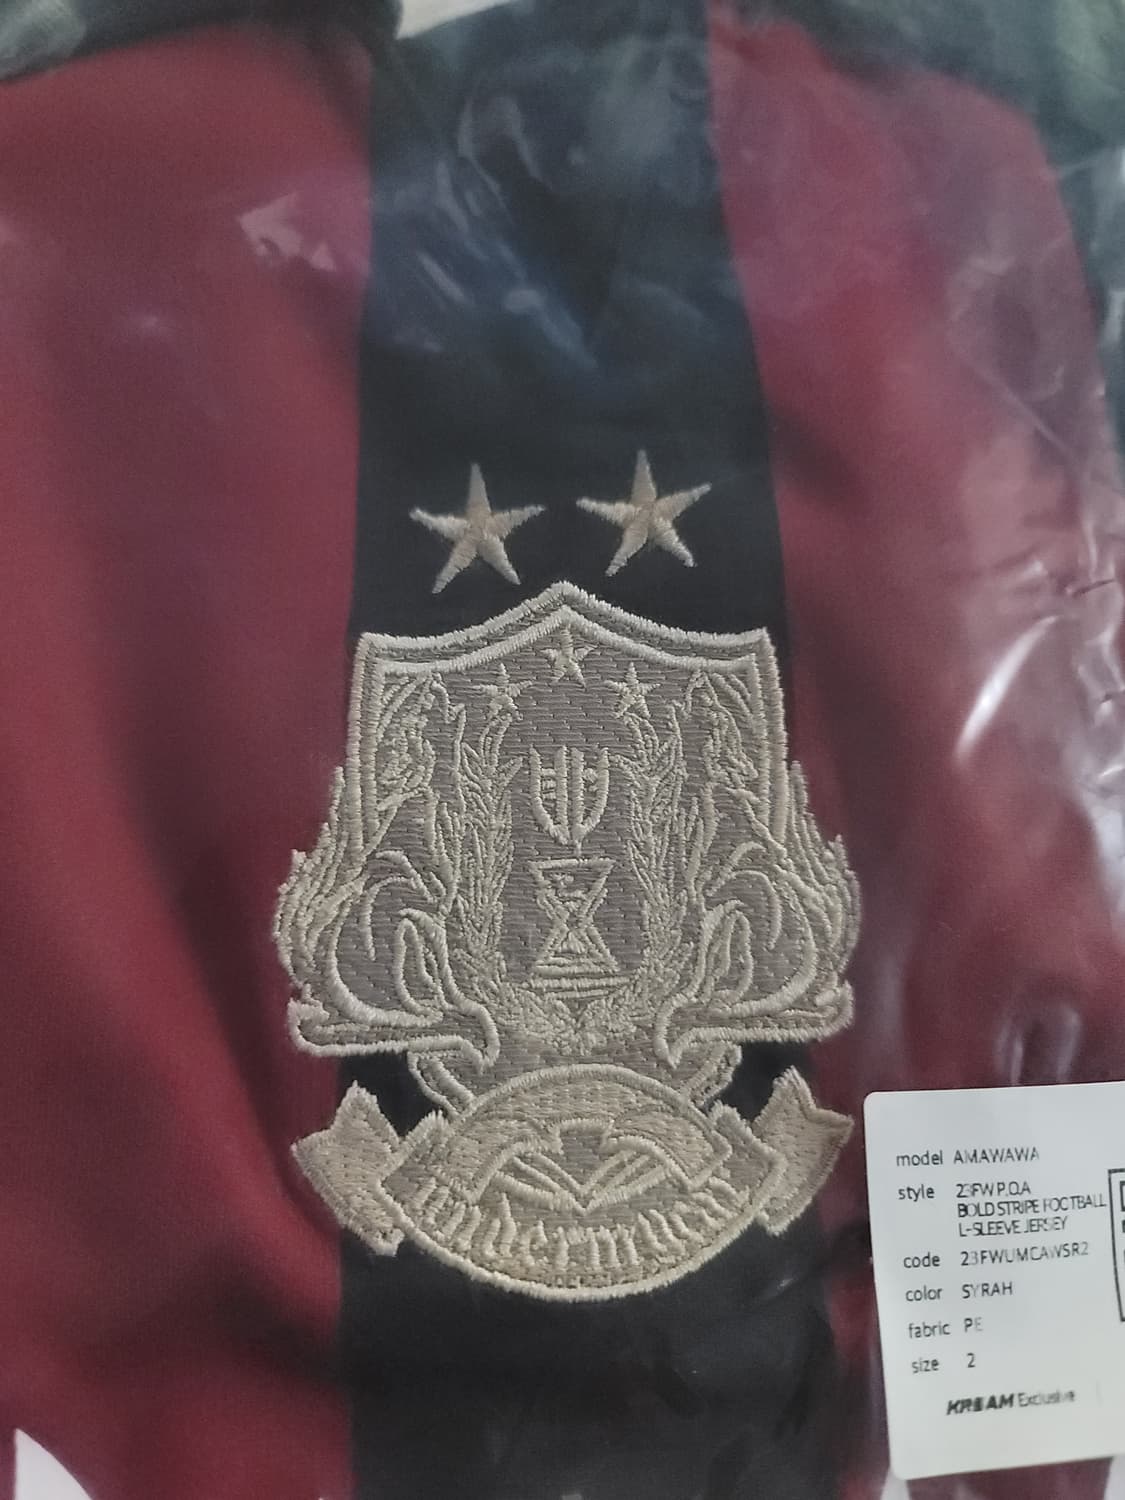 undermycar
model AMAWAWA
style 23FW P.O.A
BOLD STRIPE FOOTBALL
L-SLEEVE JERSEY
code 23FWUMCAWSR2
color SYRAH
fabric PE
size 2
KREAM Exclusive